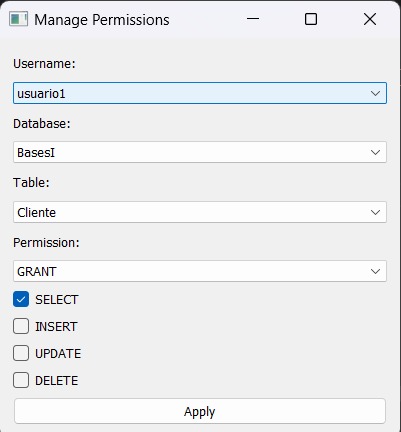 Manage Permissions
Username:
usuario1
Database:
BasesI
Table:
Cliente
Permission:
GRANT
SELECT
INSERT
UPDATE
DELETE
Apply